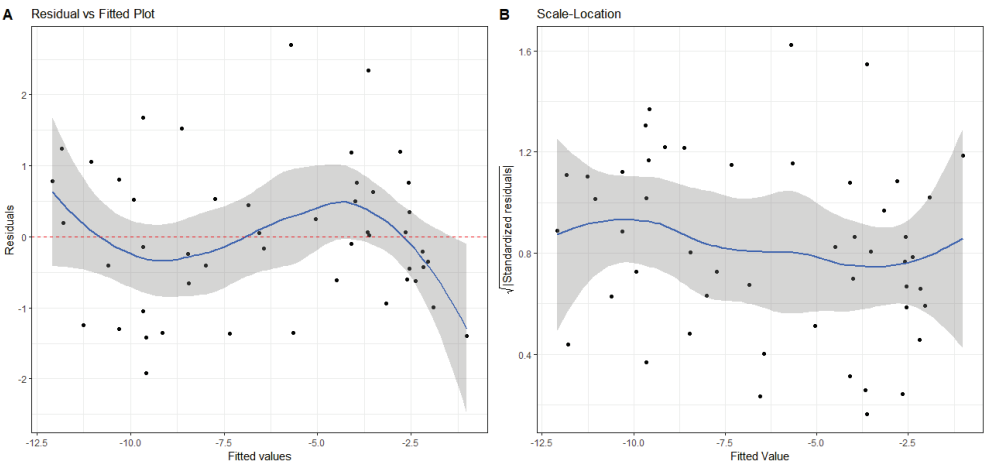 A Residual vs Fitted Plot
2
1
0
-1
-2
Residuals
-12.5 -10.0 -7.5 -5.0 -2.5
Fitted values
B Scale-Location
1.6
1.2
0.8
0.4
√|Standardized residuals|
-12.5 -10.0 -7.5 -5.0 -2.5
Fitted Value